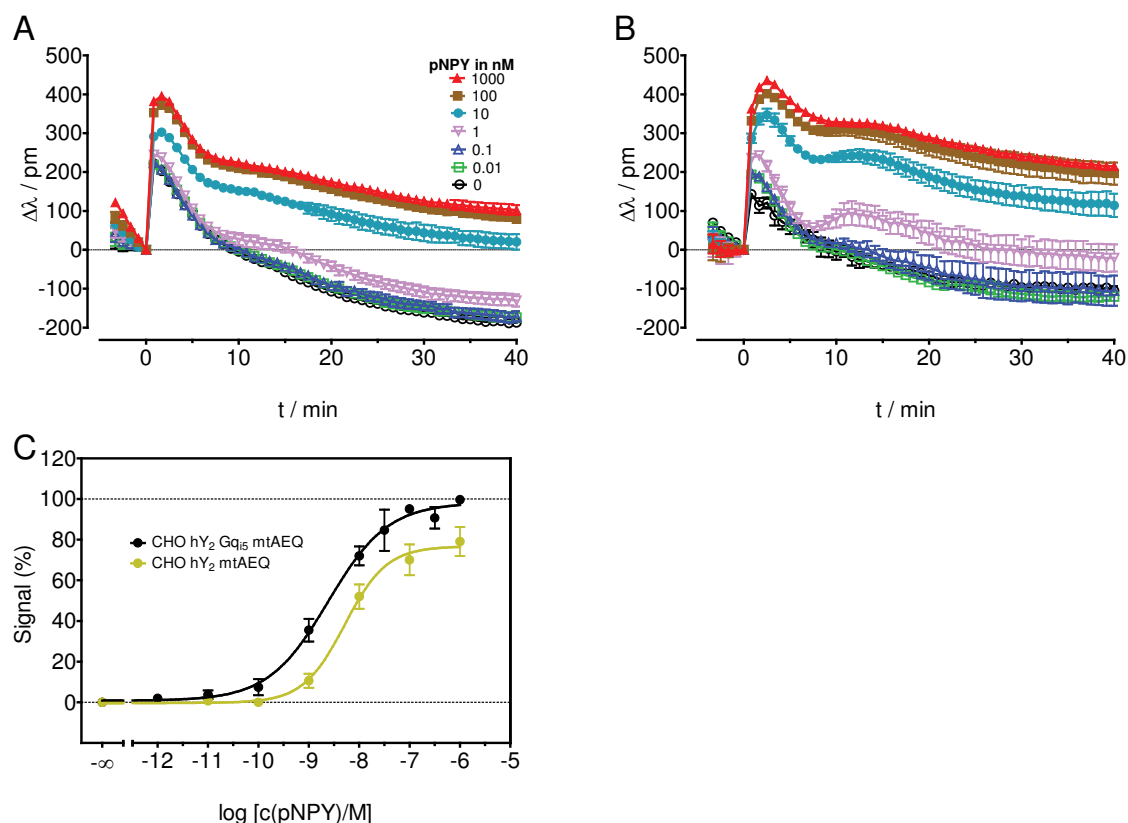 A
500
400
300
200
100
0
-100
-200
Δλ / pm
pNPY in nM
1000
100
10
1
0.1
0.01
0
0 10 20 30 40
t / min
B
500
400
300
200
100
0
-100
-200
Δλ / pm
0 10 20 30 40
t / min
C
120
100
80
60
40
20
0
Signal (%)
CHO hY₂ Gqᵢ₅ mtAEQ
CHO hY₂ mtAEQ
-∞ -12 -11 -10 -9 -8 -7 -6 -5
log [c(pNPY)/M]